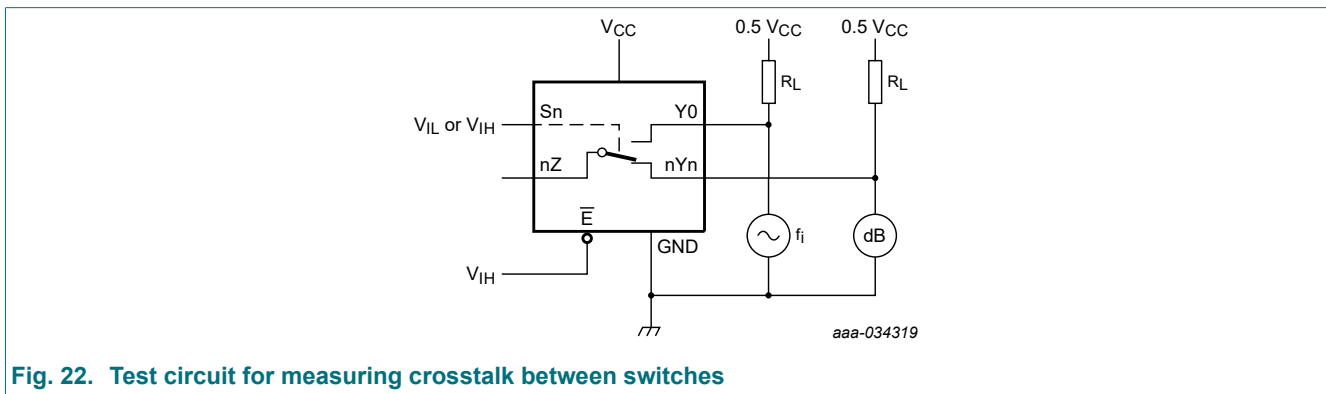 VCC
0.5 VCC
0.5 VCC
RL
RL
Sn
Y0
VIL or VIH
nZ
nYn
E
fi
dB
GND
VIH
aaa-034319
Fig. 22. Test circuit for measuring crosstalk between switches